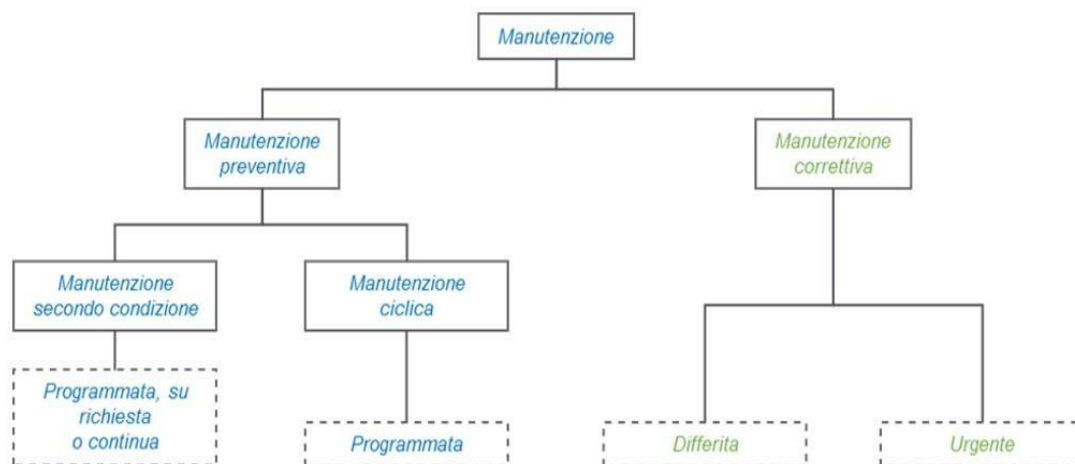 Manutenzione
Manutenzione
preventiva
Manutenzione
correttiva
Manutenzione
secondo condizione
Manutenzione
ciclica
Programmata, su
richiesta
o continua
Programmata
Differita
Urgente